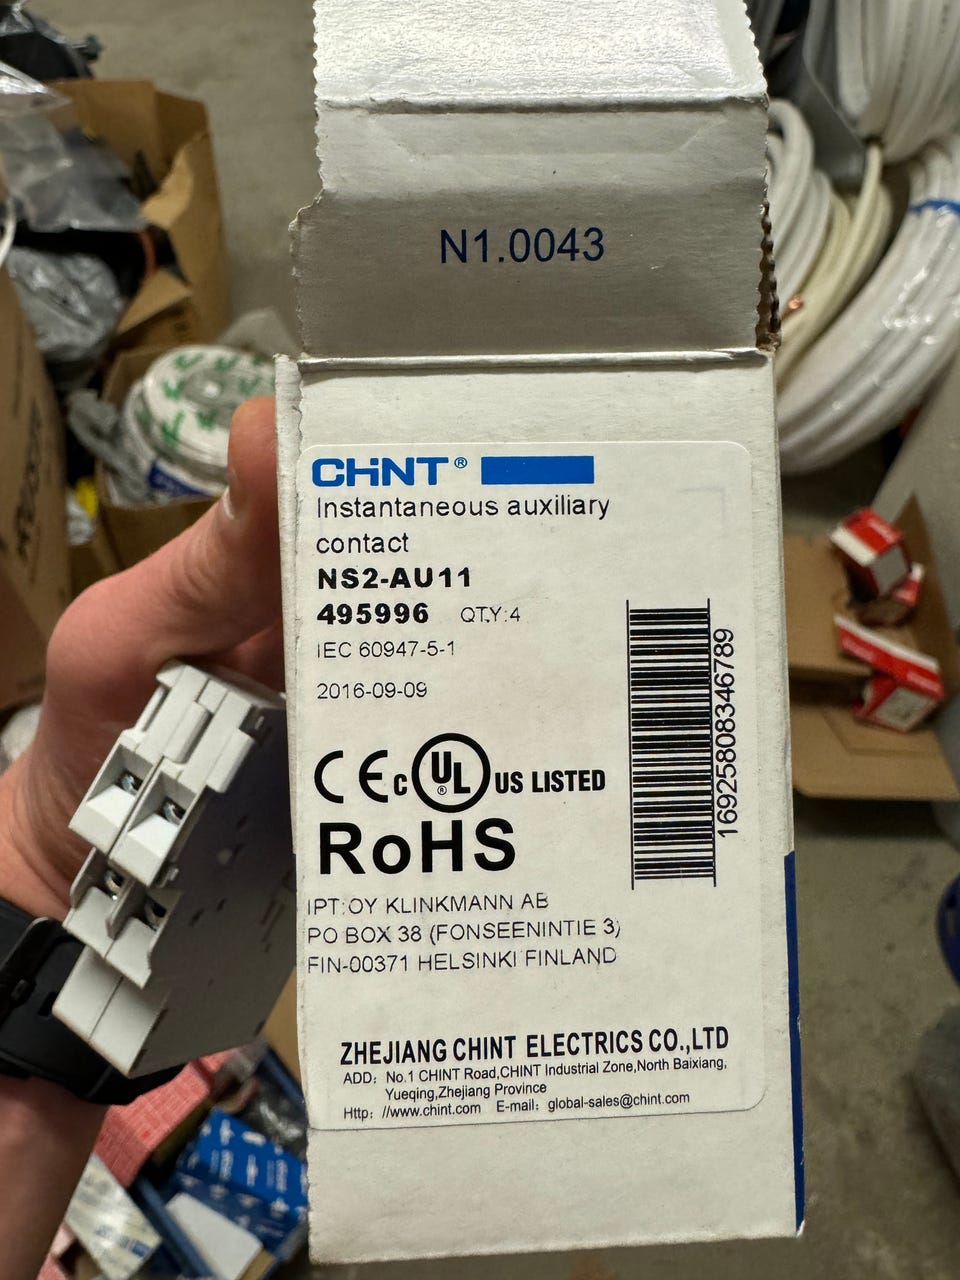 N1.0043
CHINT®
Instantaneous auxiliary
contact
NS2-AU11
495996 QTY:4
IEC 60947-5-1
2016-09-09
CE c UL ® US LISTED
RoHS
16925808346789
IPT:OY KLINKMANN AB
PO BOX 38 (FONSEENINTIE 3)
FIN-00371 HELSINKI FINLAND
ZHEJIANG CHINT ELECTRICS CO.,LTD
ADD: No.1 CHINT Road,CHINT Industrial Zone,North Baixiang,
Yueqing,Zhejiang Province
Http: //www.chint.com E-mail: global-sales@chint.com